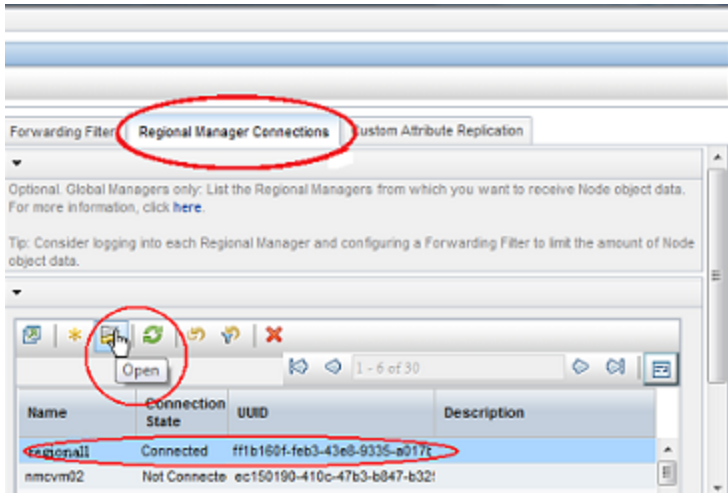 Forwarding Filter Regional Manager Connections Custom Attribute Replication
Optional. Global Managers only: List the Regional Managers from which you want to receive Node object data.
For more information, click here.
Tip: Consider logging into each Regional Manager and configuring a Forwarding Filter to limit the amount of Node
object data.
Open
1 - 6 of 30
Name Connection State UUID Description
regional1 Connected ff1b160f-feb3-43e8-9335-a017b
nmcvm02 Not Connecte ec150190-410c-47b3-b847-b32